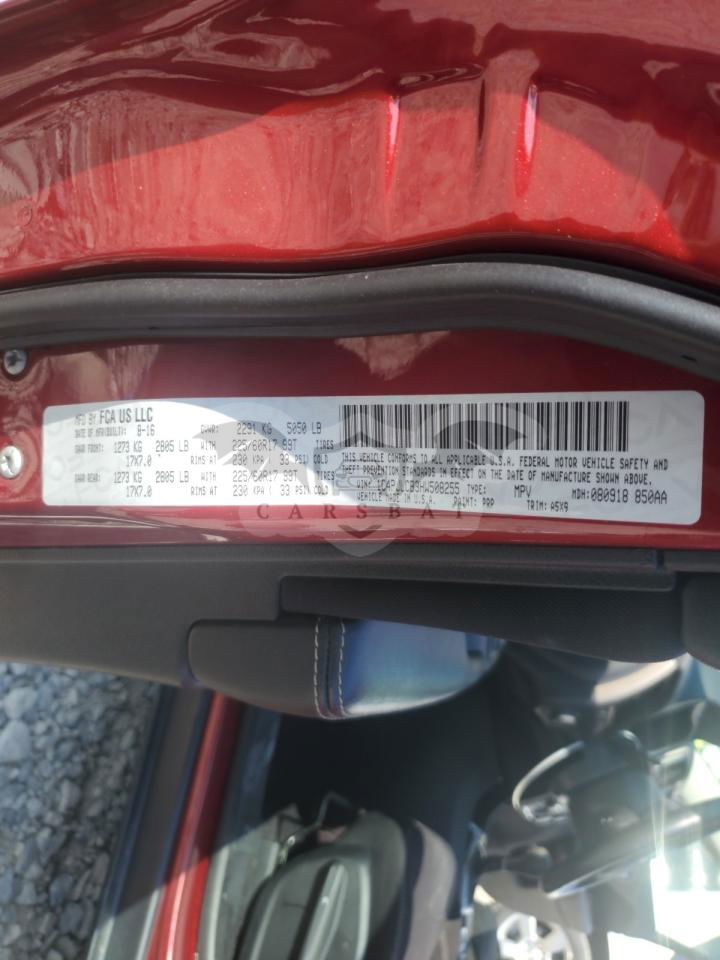 MFD BY FCA US LLC
DATE OF MFR(BUILT): 8-16 GVWR: 2291 KG 5050 LB
GAWR FRONT: 1273 KG 2805 LB WITH 225/60R17 99T TIRES
17X7.0 RIMS AT 230 KPA ( 33 PSI) COLD
GAWR REAR: 1273 KG 2805 LB WITH 225/60R17 99T TIRES
17X7.0 RIMS AT 230 KPA ( 33 PSI) COLD
THIS VEHICLE CONFORMS TO ALL APPLICABLE U.S.A. FEDERAL MOTOR VEHICLE SAFETY AND
THEFT PREVENTION STANDARDS IN EFFECT ON THE DATE OF MANUFACTURE SHOWN ABOVE.
VIN: TYPE: MPV MDH: 080918 850AA
MADE IN U.S.A. PAINT: PRP TRIM: A5X9
CARSBAT